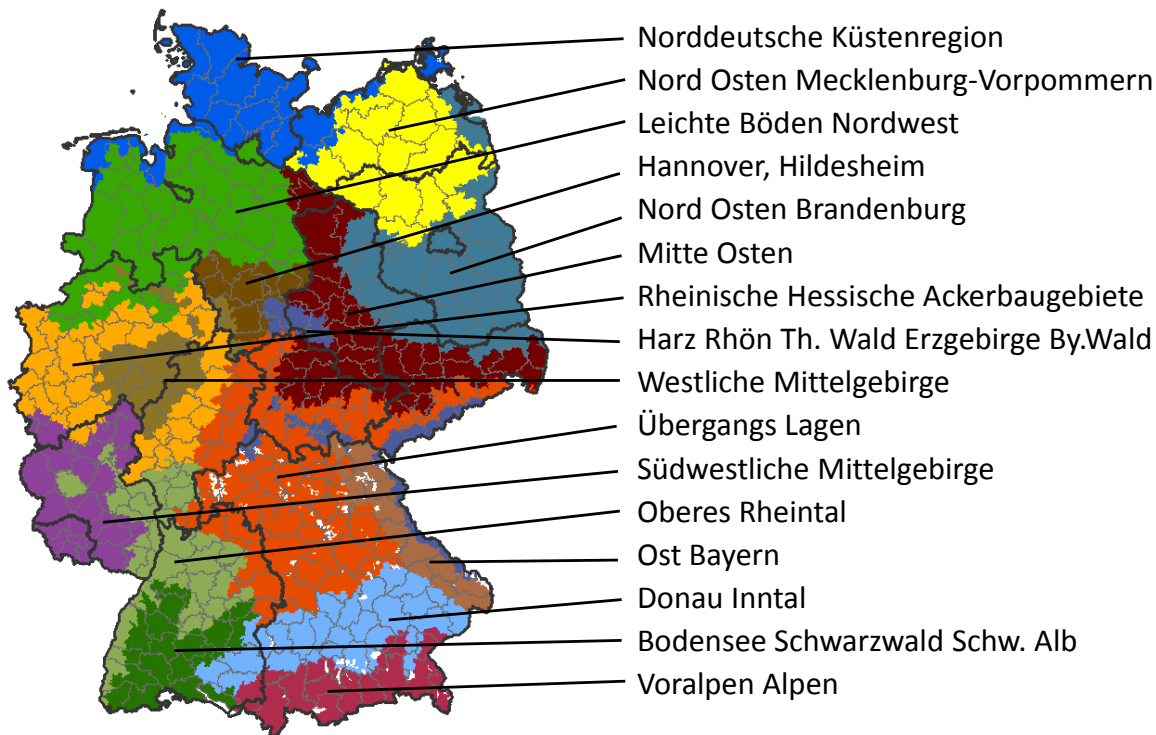 Norddeutsche Küstenregion
Nord Osten Mecklenburg-Vorpommern
Leichte Böden Nordwest
Hannover, Hildesheim
Nord Osten Brandenburg
Mitte Osten
Rheinische Hessische Ackerbaugebiete
Harz Rhön Th. Wald Erzgebirge By.Wald
Westliche Mittelgebirge
Übergangs Lagen
Südwestliche Mittelgebirge
Oberes Rheintal
Ost Bayern
Donau Inntal
Bodensee Schwarzwald Schw. Alb
Voralpen Alpen